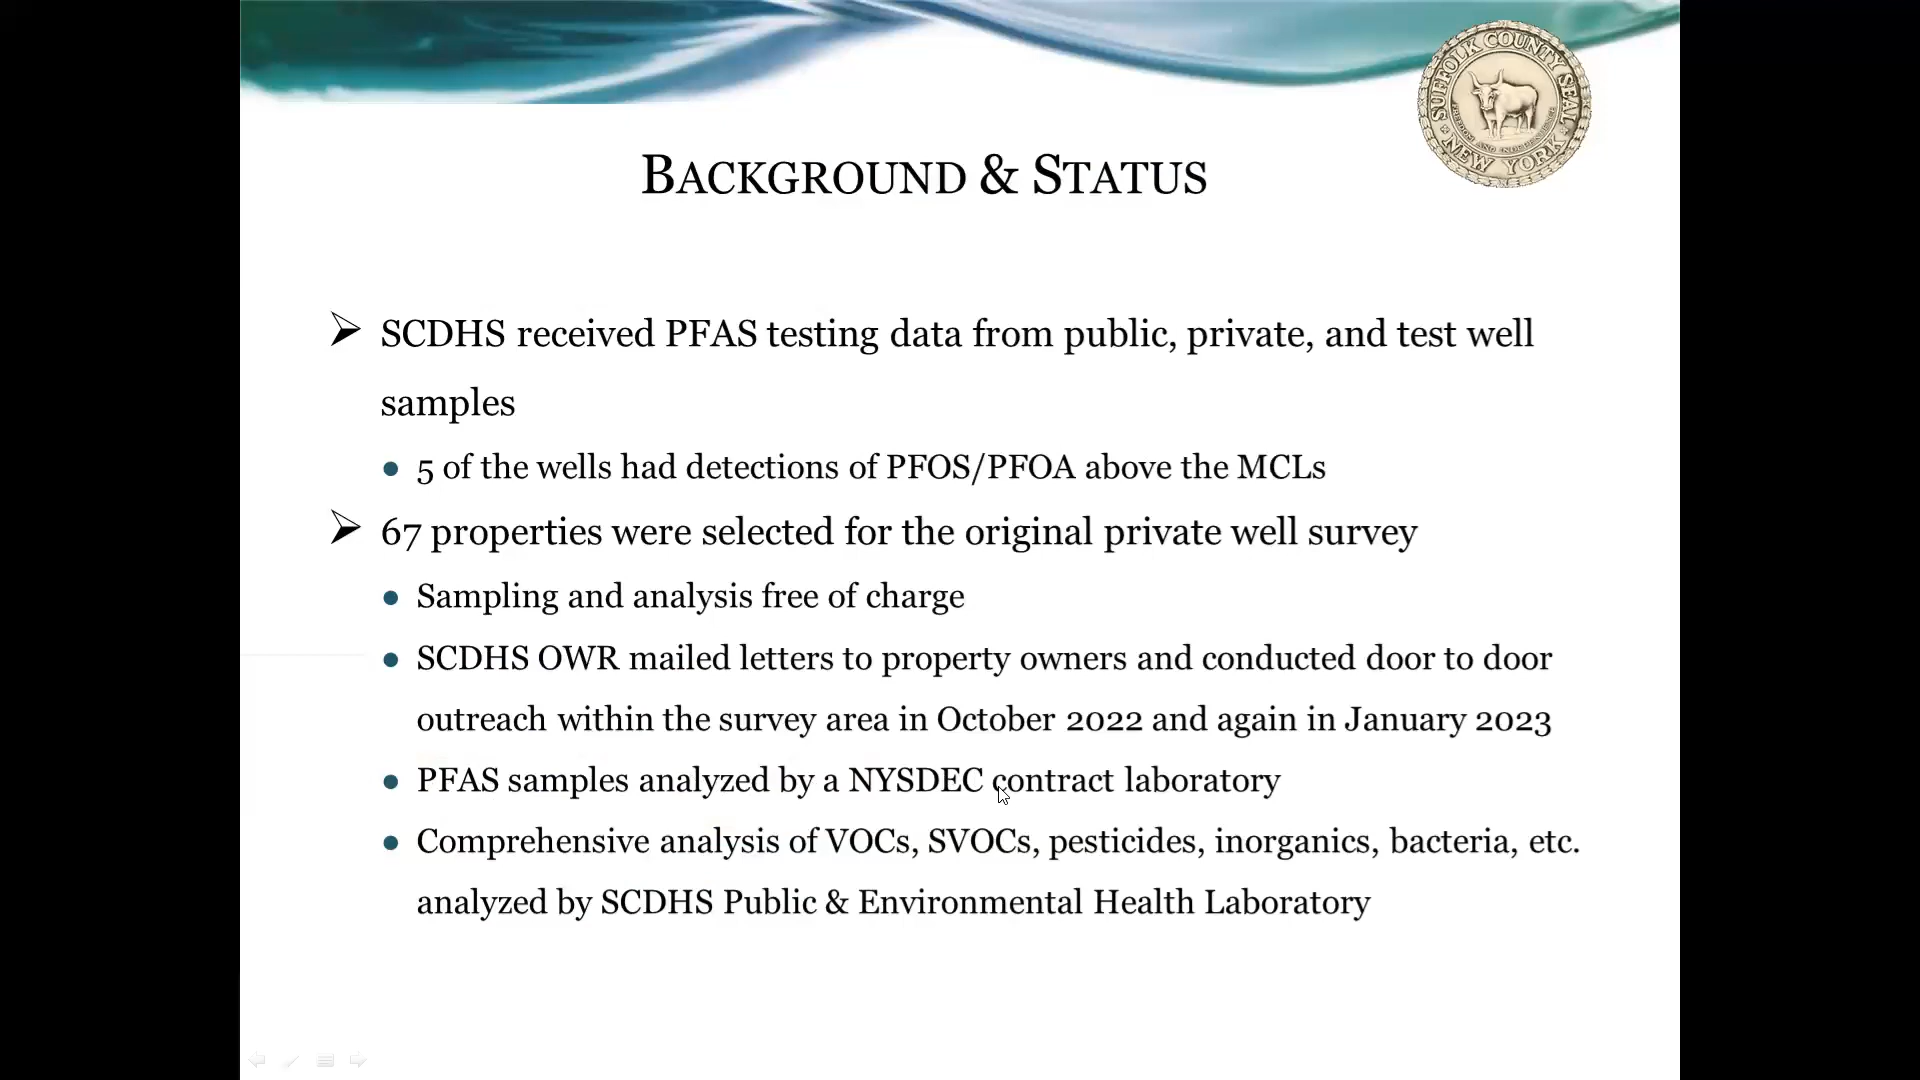 SUFFOLK COUNTY SEAL
NEW YORK
BACKGROUND & STATUS
SCDHS received PFAS testing data from public, private, and test well
samples
5 of the wells had detections of PFOS/PFOA above the MCLs
67 properties were selected for the original private well survey
Sampling and analysis free of charge
SCDHS OWR mailed letters to property owners and conducted door to door
outreach within the survey area in October 2022 and again in January 2023
PFAS samples analyzed by a NYSDEC contract laboratory
Comprehensive analysis of VOCs, SVOCs, pesticides, inorganics, bacteria, etc.
analyzed by SCDHS Public & Environmental Health Laboratory